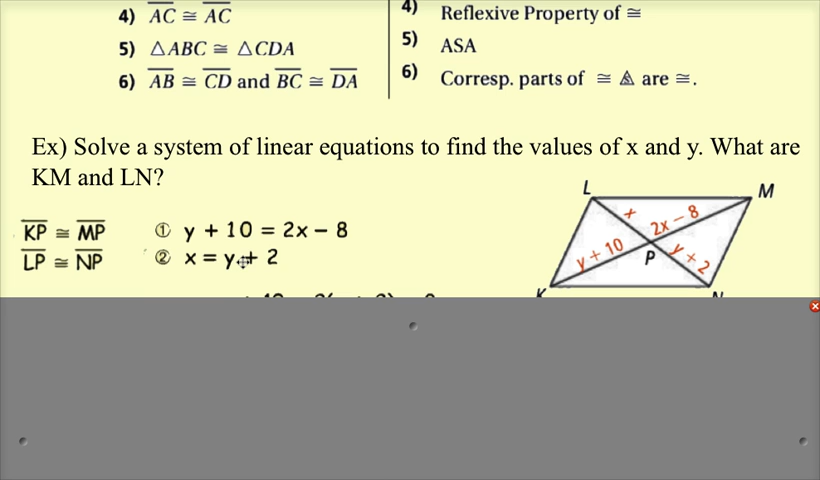 4) AC ≅ AC
4) Reflexive Property of ≅
5) △ABC ≅ △CDA
5) ASA
6) AB ≅ CD and BC ≅ DA
6) Corresp. parts of ≅ △s are ≅.
Ex) Solve a system of linear equations to find the values of x and y. What are
KM and LN?
KP ≅ MP
① y + 10 = 2x − 8
LP ≅ NP
② x = y + 2
L
M
x
2x − 8
y + 10
P
y + 2